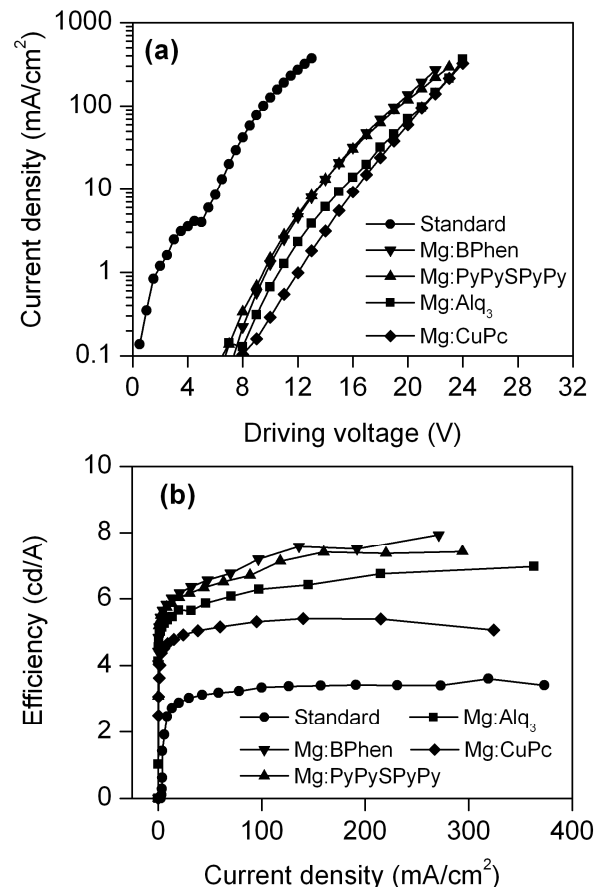 1000
(a)
100
10
1
0.1
Current density (mA/cm²)
Standard
Mg:BPhen
Mg:PyPySPyPy
Mg:Alq₃
Mg:CuPc
0 4 8 12 16 20 24 28 32
Driving voltage (V)
10
(b)
8
6
4
2
0
Efficiency (cd/A)
Standard Mg:Alq₃
Mg:BPhen Mg:CuPc
Mg:PyPySPyPy
0 100 200 300 400
Current density (mA/cm²)